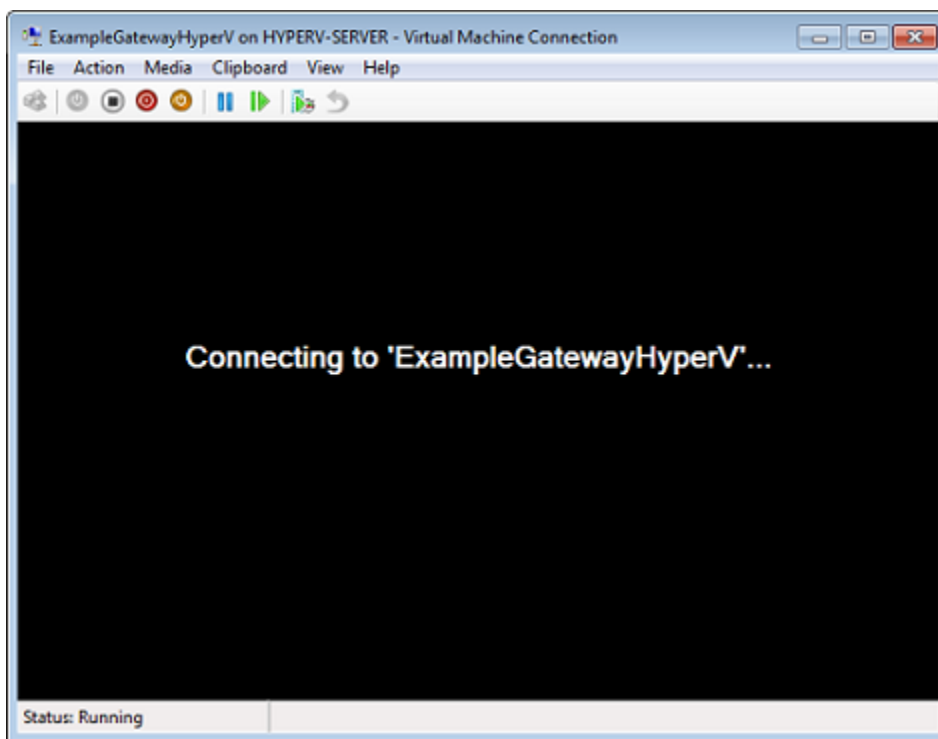 ExampleGatewayHyperV on HYPERV-SERVER - Virtual Machine Connection
File Action Media Clipboard View Help
Connecting to 'ExampleGatewayHyperV'...
Status: Running